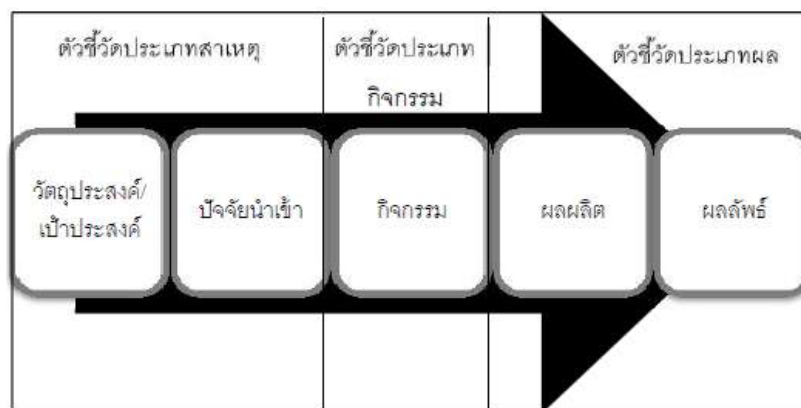 ตัวชี้วัดประเภทสาเหตุ
ตัวชี้วัดประเภท
กิจกรรม
ตัวชี้วัดประเภทผล
วัตถุประสงค์/
เป้าประสงค์
ปัจจัยนำเข้า
กิจกรรม
ผลผลิต
ผลลัพธ์